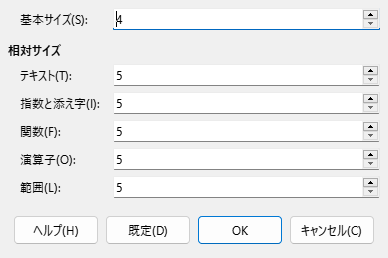 基本サイズ(S): 4
相対サイズ
テキスト(T): 5
指数と添え字(I): 5
関数(F): 5
演算子(O): 5
範囲(L): 5
ヘルプ(H) 既定(D) OK キャンセル(C)